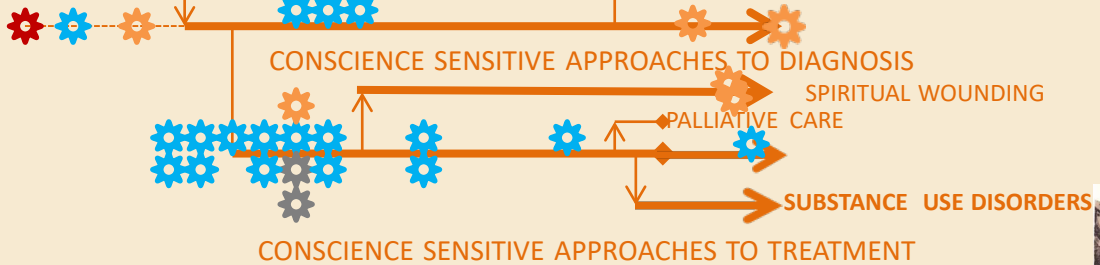 CONSCIENCE SENSITIVE APPROACHES TO DIAGNOSIS
SPIRITUAL WOUNDING
PALLIATIVE CARE
SUBSTANCE USE DISORDERS
CONSCIENCE SENSITIVE APPROACHES TO TREATMENT